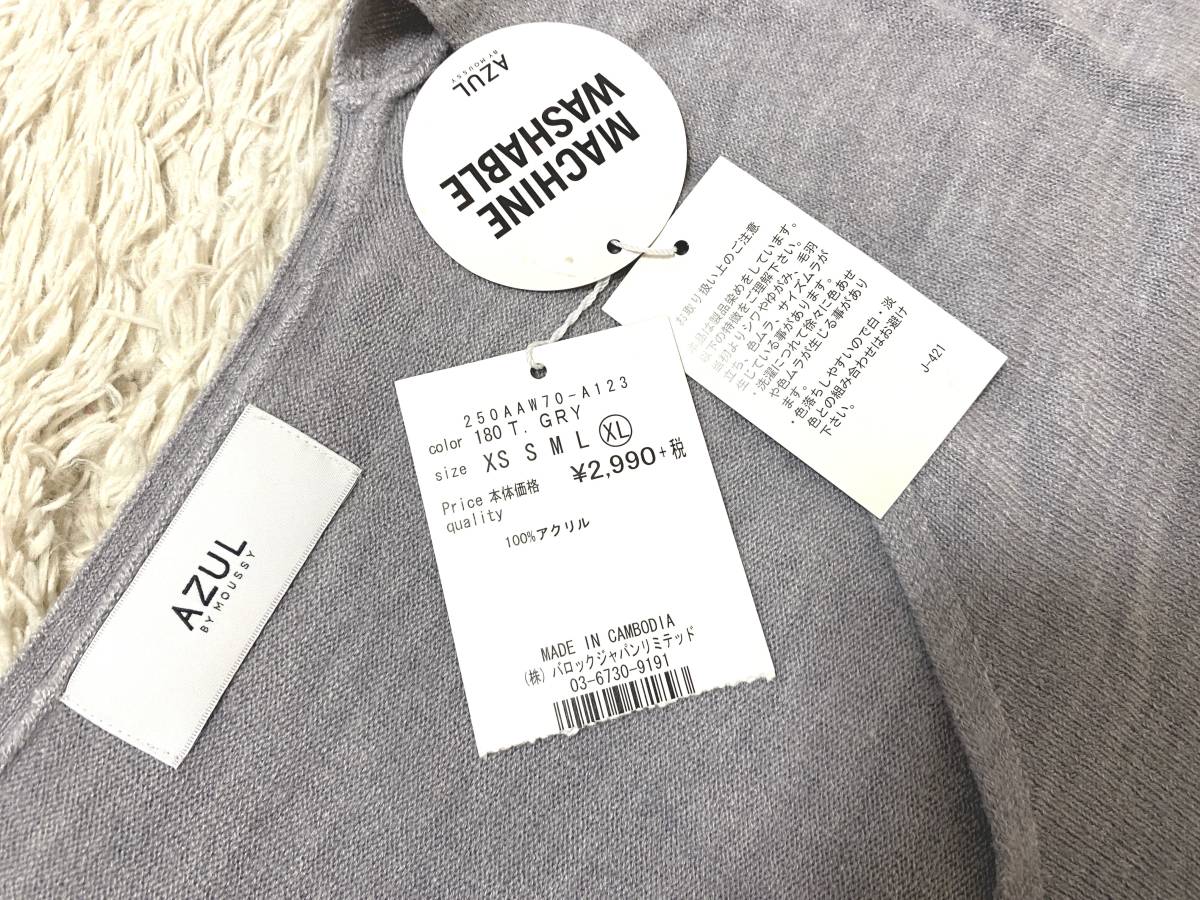 AZUL
BY MOUSSY
MACHINE
WASHABLE
お取り扱い上のご注意
本品は製品染めをしています。
以下の特徴をご理解下さい。
・当初よりシワやゆがみ、毛羽
立ち、色ムラ、サイズムラが
生じている事があります。
・洗濯につれて徐々に色あせ
や色ムラが生じる事があり
ます。
・色落ちしやすいので白・淡
色との組み合わせはお避け
下さい。
J-421
250AAW70-A123
color 180 T. GRY
size XS S M L XL
Price 本体価格 ¥2,990+税
quality
100%アクリル
MADE IN CAMBODIA
(株) バロックジャパンリミテッド
03-6730-9191
AZUL
BY MOUSSY